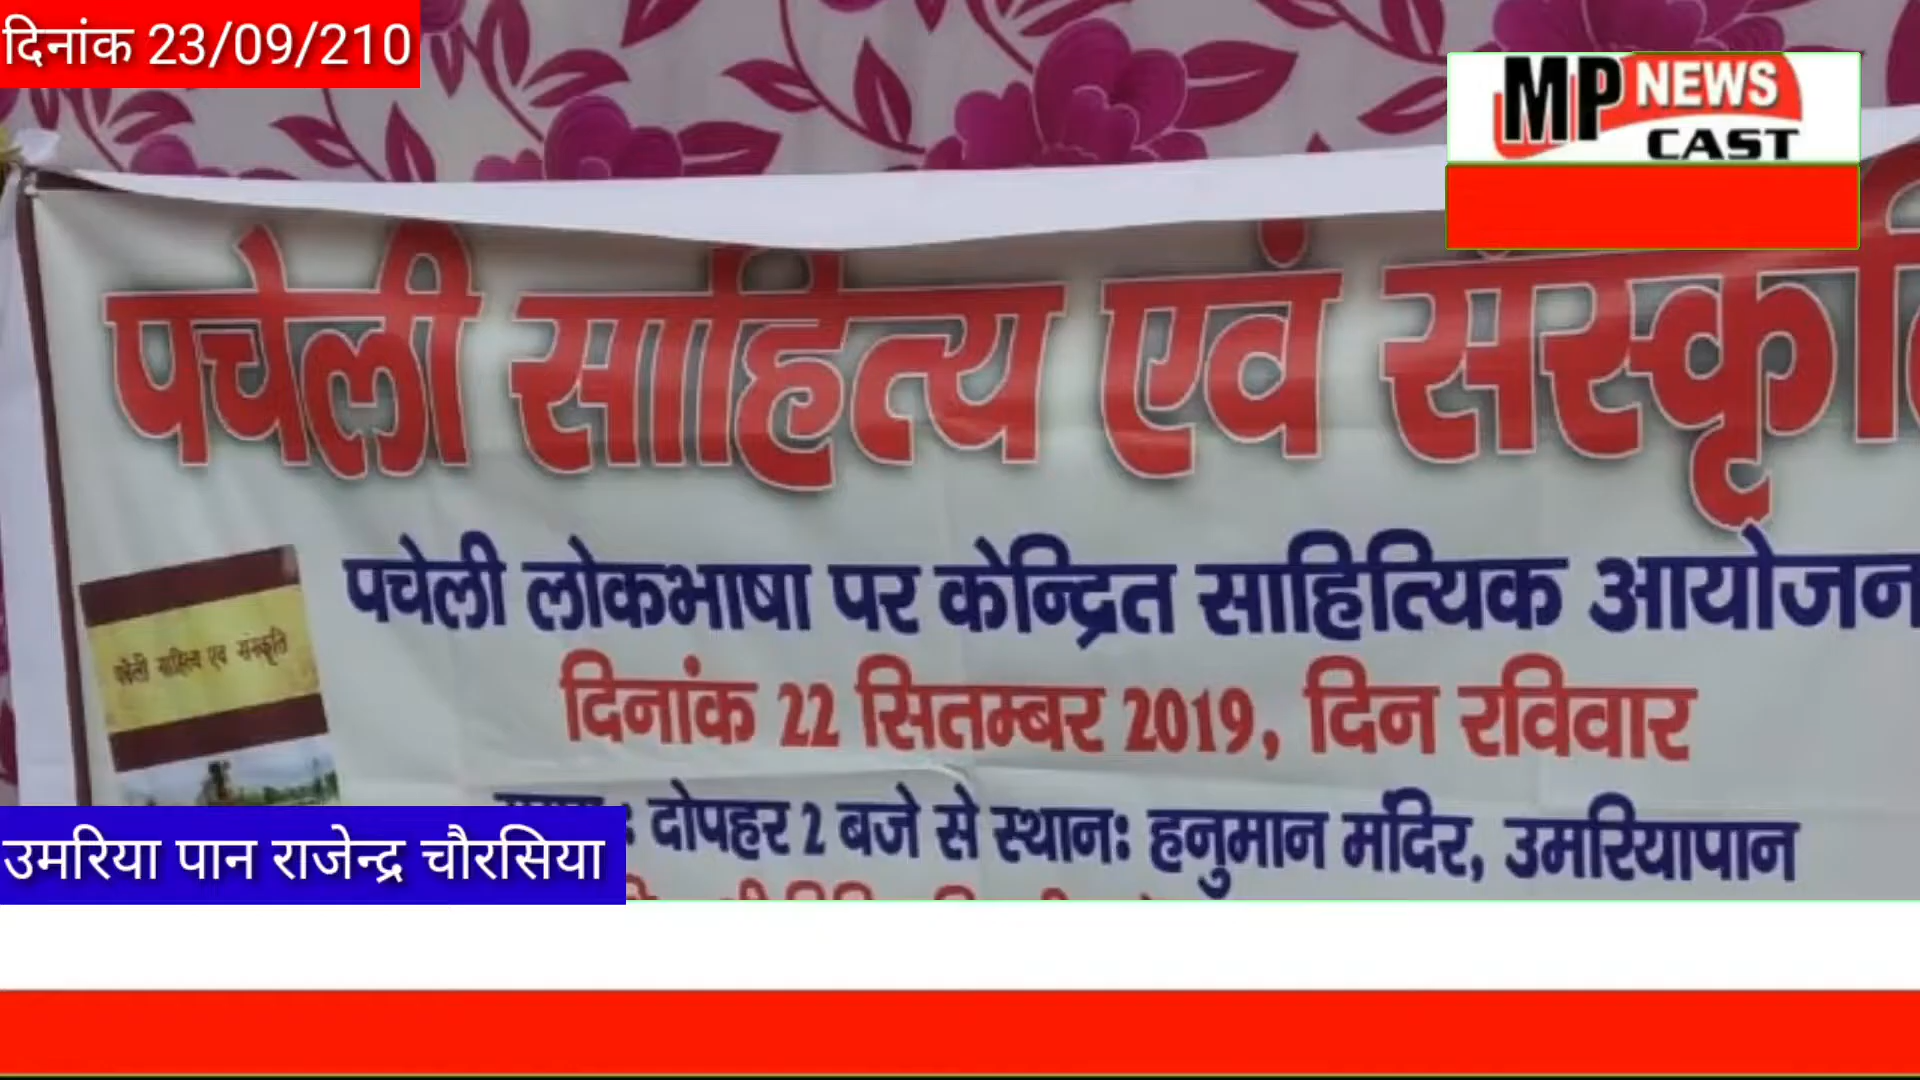 दिनांक 23/09/210
MP NEWS
CAST
पचेली साहित्य एवं संस्कृति
पचेली लोकभाषा पर केन्द्रित साहित्यिक आयोजन
पचेली साहित्य एवं संस्कृति
दिनांक 22 सितम्बर 2019, दिन रविवार
: दोपहर 2 बजे से स्थानः हनुमान मंदिर, उमरियापान
उमरिया पान राजेन्द्र चौरसिया